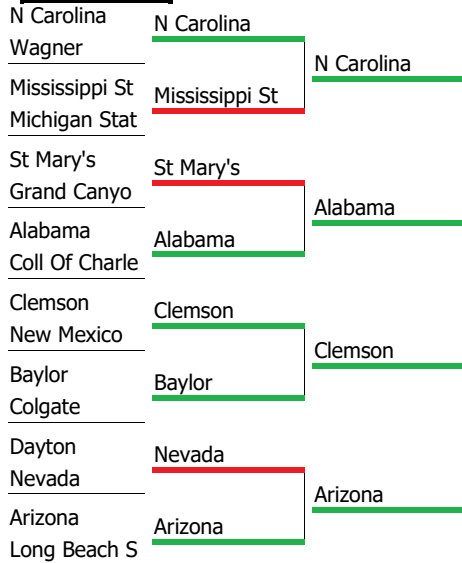 N Carolina
Wagner
Mississippi St
Michigan Stat
St Mary's
Grand Canyo
Alabama
Coll Of Charle
Clemson
New Mexico
Baylor
Colgate
Dayton
Nevada
Arizona
Long Beach S
N Carolina
Mississippi St
St Mary's
Alabama
Clemson
Baylor
Nevada
Arizona
N Carolina
Alabama
Clemson
Arizona